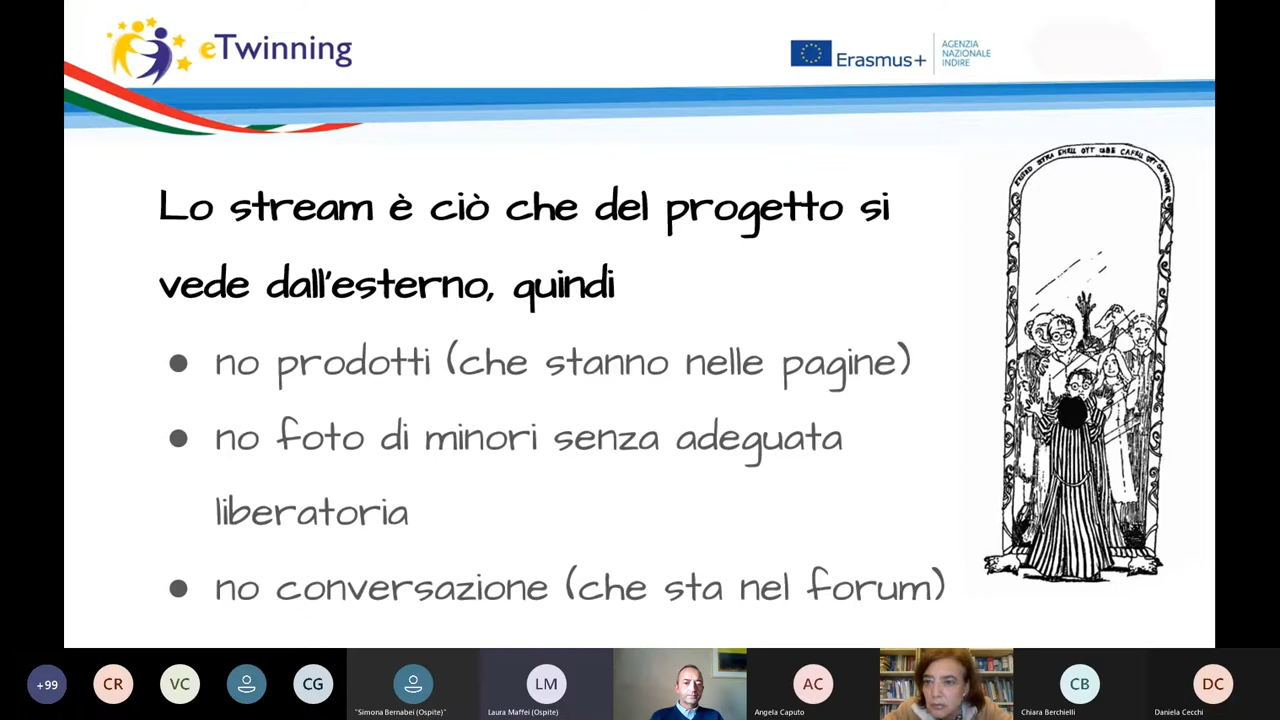 eTwinning
Erasmus+
AGENZIA
NAZIONALE
INDIRE
Lo stream è ciò che del progetto si
vede dall'esterno, quindi
● no prodotti (che stanno nelle pagine)
● no foto di minori senza adeguata
liberatoria
● no conversazione (che sta nel forum)
+99
CR
VC
CG
"Simona Bernabei (Ospite)"
LM
Laura Maffei (Ospite)
AC
Angela Caputo
CB
Chiara Berchielli
DC
Daniela Cecchi